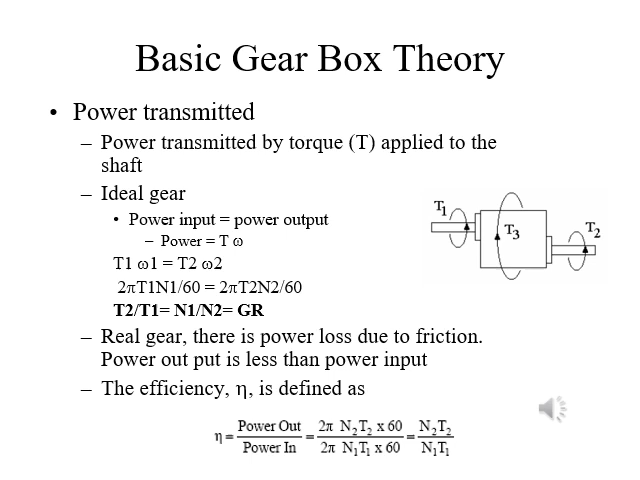 Basic Gear Box Theory
• Power transmitted
– Power transmitted by torque (T) applied to the
shaft
– Ideal gear
• Power input = power output
– Power = T ω
T1 ω1 = T2 ω2
2πT1N1/60 = 2πT2N2/60
T2/T1= N1/N2= GR
– Real gear, there is power loss due to friction.
Power out put is less than power input
– The efficiency, η, is defined as
T₁
T₃
T₂
η = Power Out / Power In = 2π N₂T₂ x 60 / 2π N₁T₁ x 60 = N₂T₂ / N₁T₁